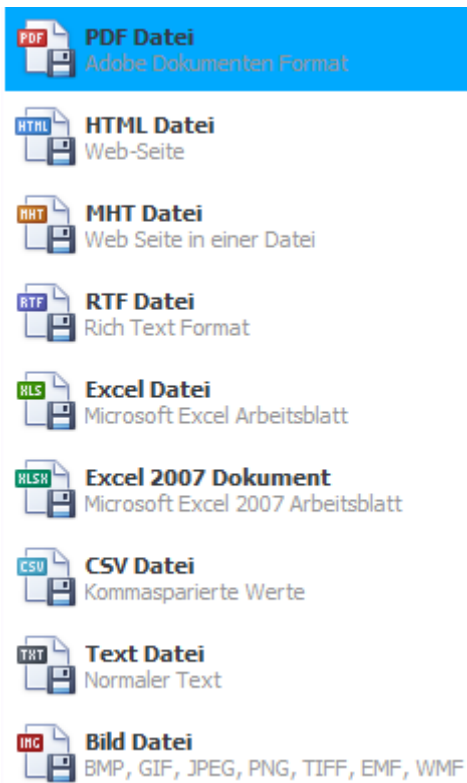 PDF
PDF Datei
Adobe Dokumenten Format
HTML
HTML Datei
Web-Seite
MHT
MHT Datei
Web Seite in einer Datei
RTF
RTF Datei
Rich Text Format
XLS
Excel Datei
Microsoft Excel Arbeitsblatt
XLSX
Excel 2007 Dokument
Microsoft Excel 2007 Arbeitsblatt
CSV
CSV Datei
Kommasparierte Werte
TXT
Text Datei
Normaler Text
IMG
Bild Datei
BMP, GIF, JPEG, PNG, TIFF, EMF, WMF